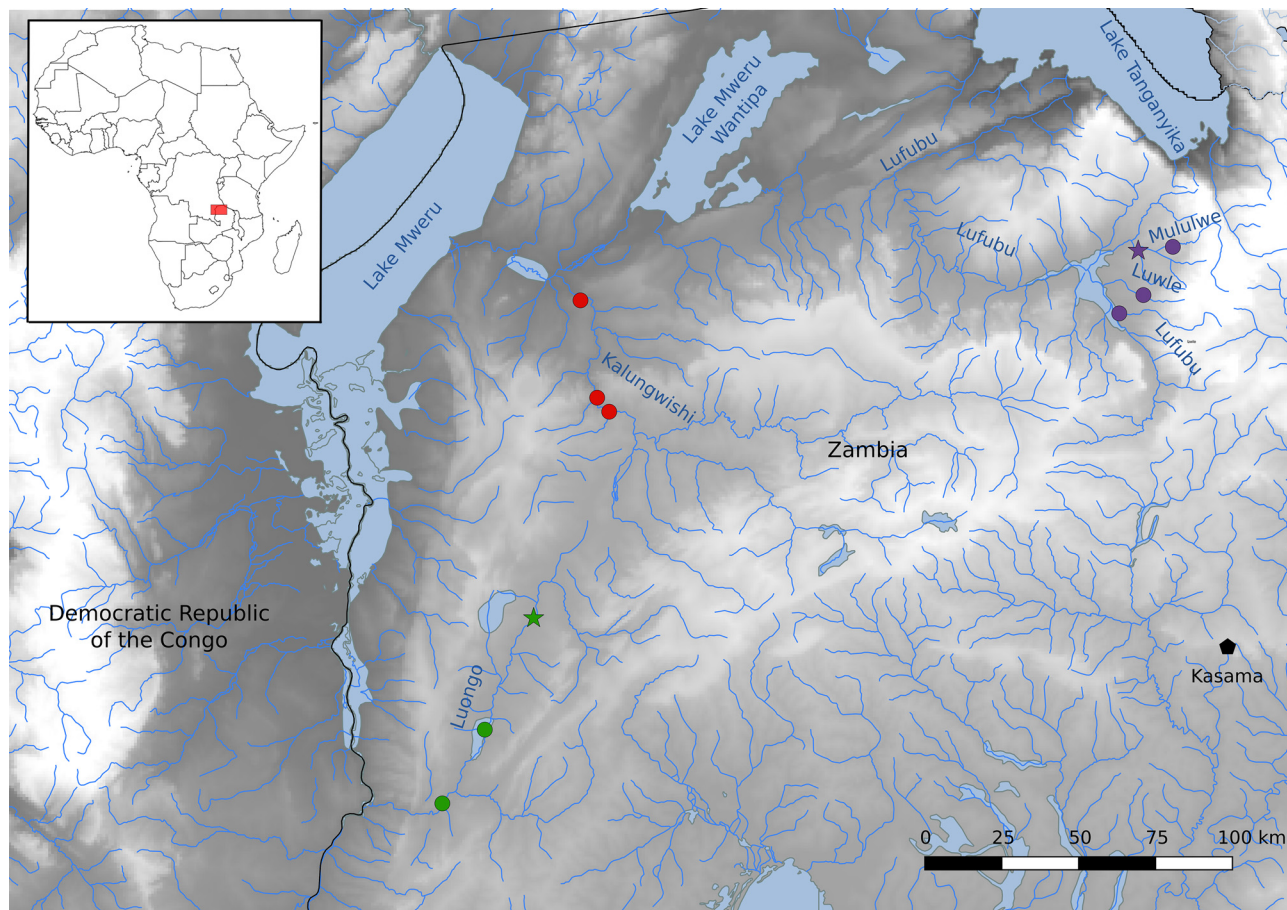 Lake Mweru
Wantipa
Lake Tanganyika
Lufubu
Lake Mweru
Lufubu
Mululwe
Luwle
Lufubu
Kalungwishi
Zambia
Democratic Republic
of the Congo
Luongo
Kasama
0 25 50 75 100 km